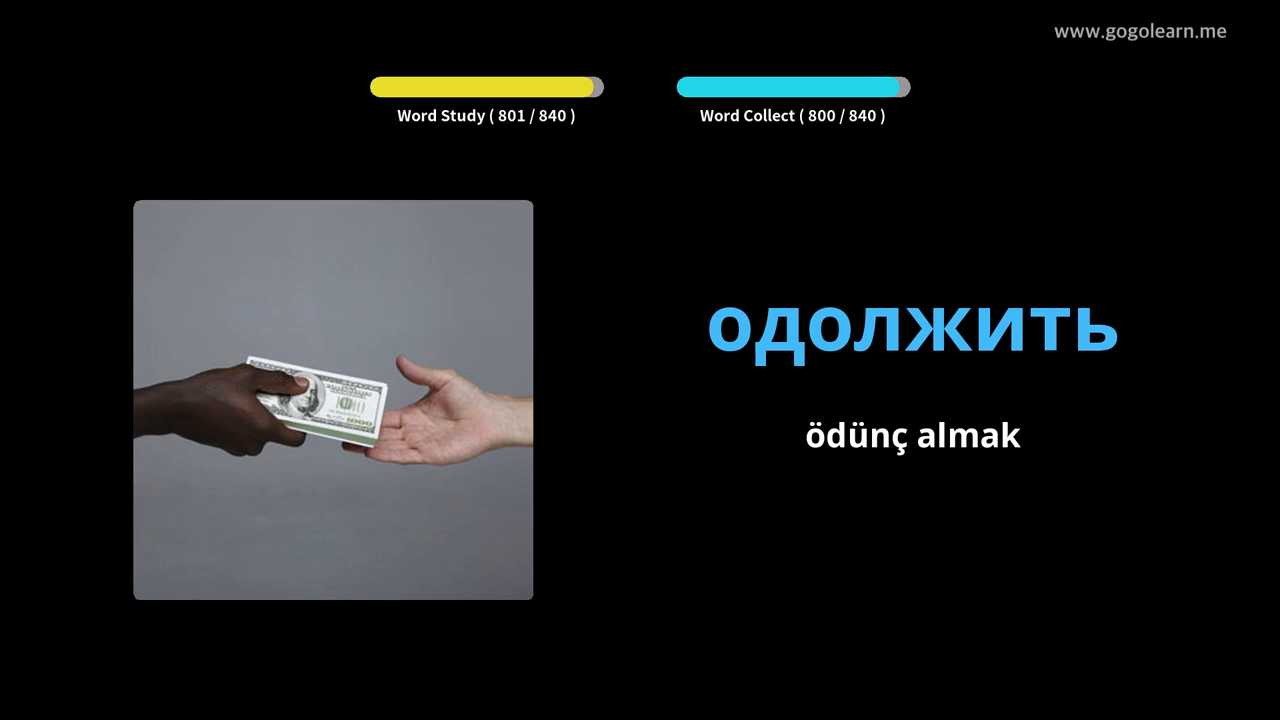 www.gogolearn.me
Word Study ( 801 / 840 )
Word Collect ( 800 / 840 )
одолжить
ödünç almak